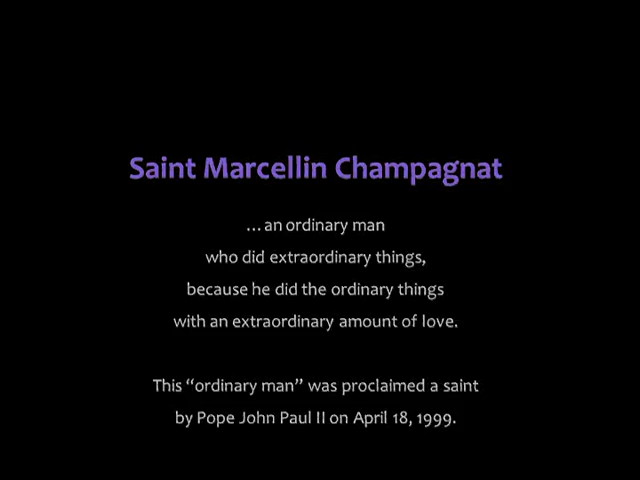 Saint Marcellin Champagnat
…an ordinary man
who did extraordinary things,
because he did the ordinary things
with an extraordinary amount of love.
This “ordinary man” was proclaimed a saint
by Pope John Paul II on April 18, 1999.